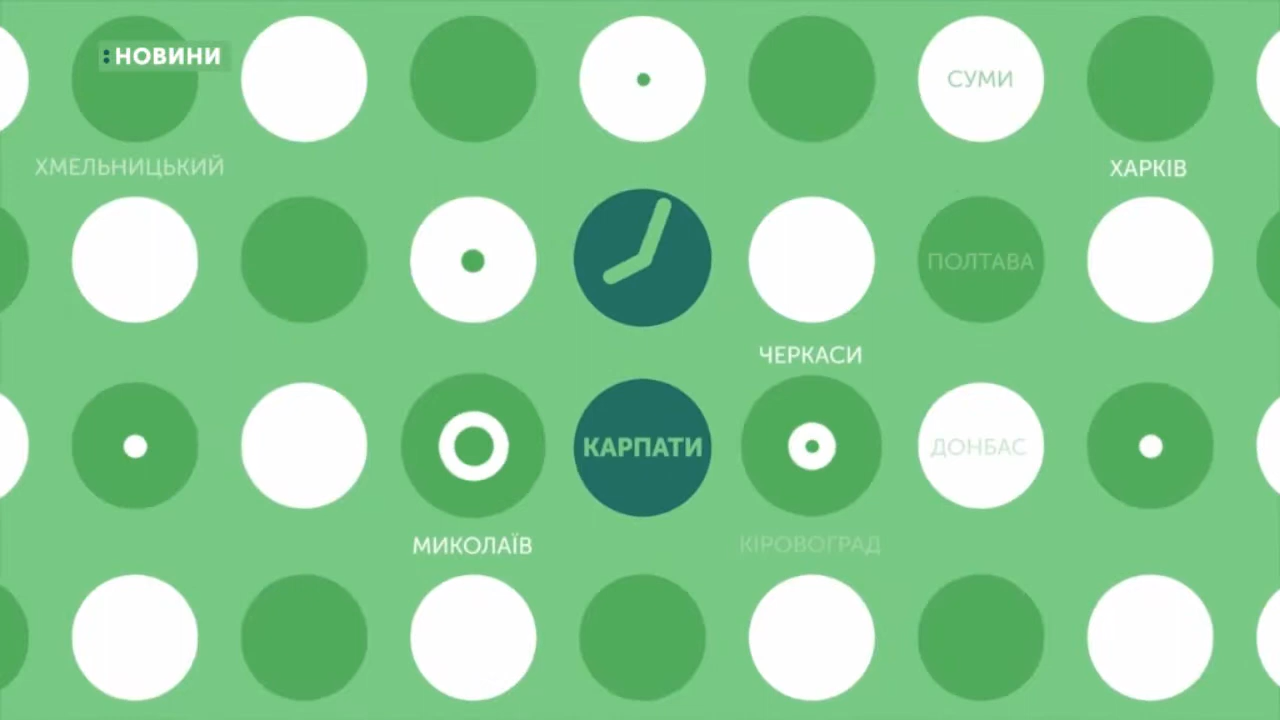 :НОВИНИ
СУМИ
ХМЕЛЬНИЦЬКИЙ
ХАРКІВ
ПОЛТАВА
ЧЕРКАСИ
КАРПАТИ
ДОНБАС
МИКОЛАЇВ
КІРОВОГРАД